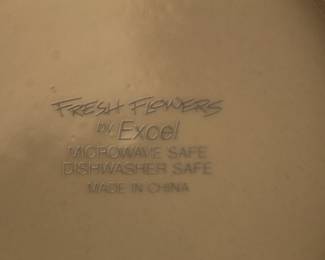 FRESH FLOWERS
by Excel
MICROWAVE SAFE
DISHWASHER SAFE
MADE IN CHINA